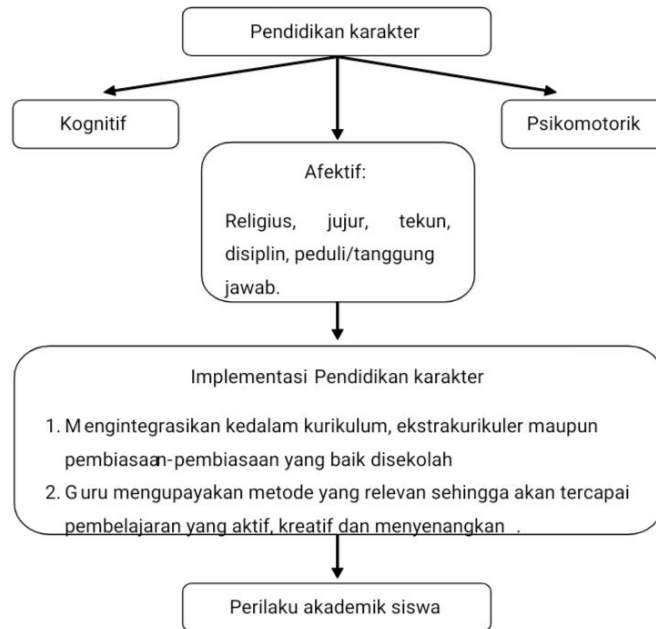 Pendidikan karakter
Kognitif
Psikomotorik
Afektif:
Religius, jujur, tekun,
disiplin, peduli/tanggung
jawab.
Implementasi Pendidikan karakter
1. Mengintegrasikan kedalam kurikulum, ekstrakurikuler maupun
pembiasaan-pembiasaan yang baik disekolah
2. Guru mengupayakan metode yang relevan sehingga akan tercapai
pembelajaran yang aktif, kreatif dan menyenangkan .
Perilaku akademik siswa